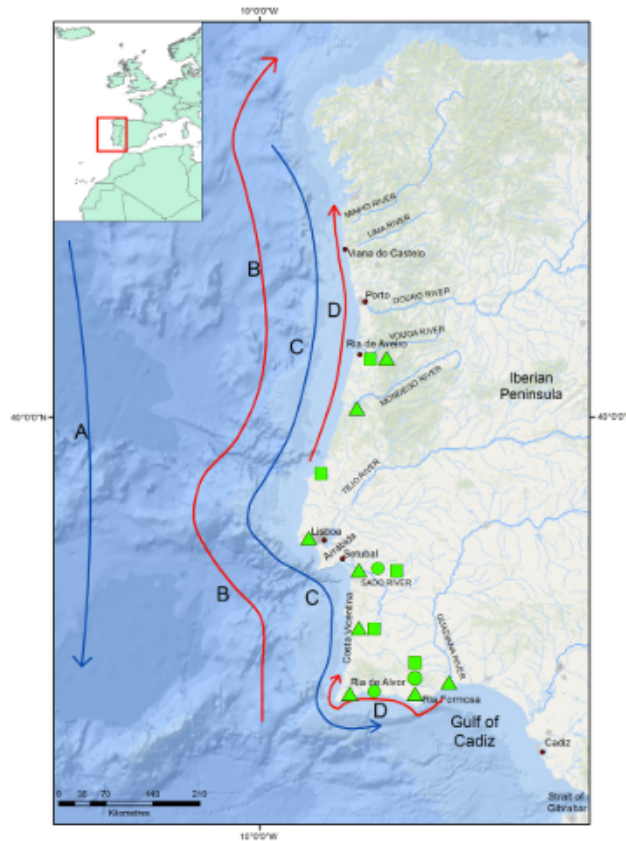 10°0'0"W
MINHO RIVER
LIMA RIVER
Viana do Castelo
B
Porto
DOURO RIVER
D
C
VOUGA RIVER
Ria de Aveiro
MONDEGO RIVER
Iberian
Peninsula
40°0'0"N
40°0'0"N
A
TEJO RIVER
Lisboa
Arrábida
Setubal
SADO RIVER
B
C
Costa Vicentina
GUADIANA RIVER
Ria de Alvor
Ria Formosa
D
Gulf of
Cadiz
Cadiz
0 35 70 140 210
Kilometres
Strait of
Gibraltar
10°0'0"W